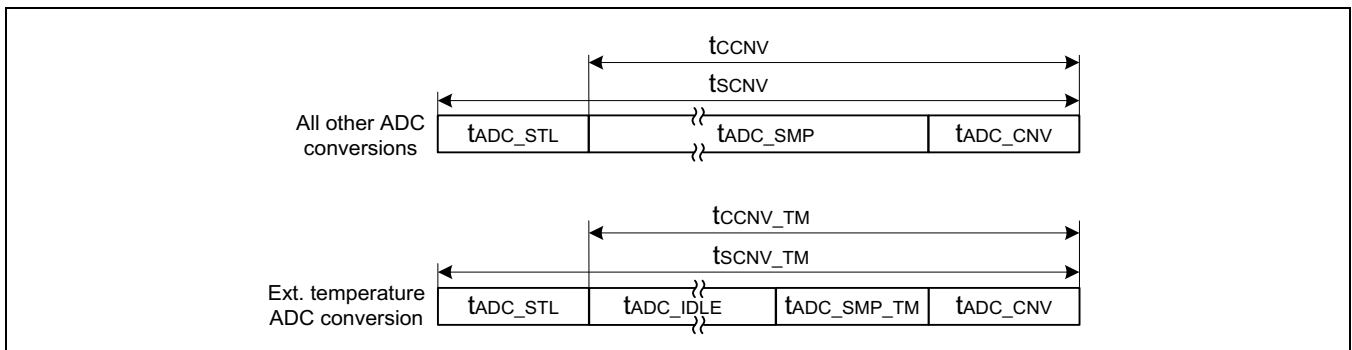 tCCNV
tSCNV
All other ADC
conversions
tADC_STL
tADC_SMP
tADC_CNV
tCCNV_TM
tSCNV_TM
Ext. temperature
ADC conversion
tADC_STL
tADC_IDLE
tADC_SMP_TM
tADC_CNV